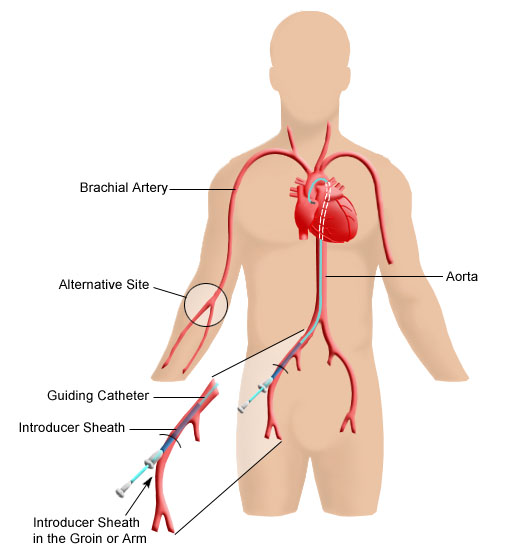 Brachial Artery
Alternative Site
Aorta
Guiding Catheter
Introducer Sheath
Introducer Sheath
in the Groin or Arm